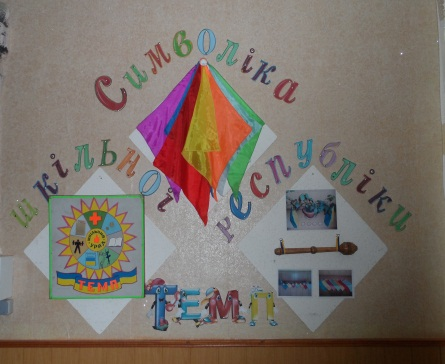 Символіка
шкільної республіки
ТЕМП
Темп